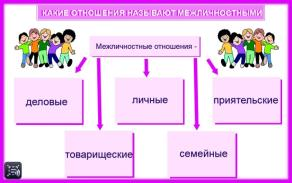 КАКИЕ ОТНОШЕНИЯ НАЗЫВАЮТ МЕЖЛИЧНОСТНЫМИ
Межличностные отношения -
деловые
личные
приятельские
товарищеские
семейные